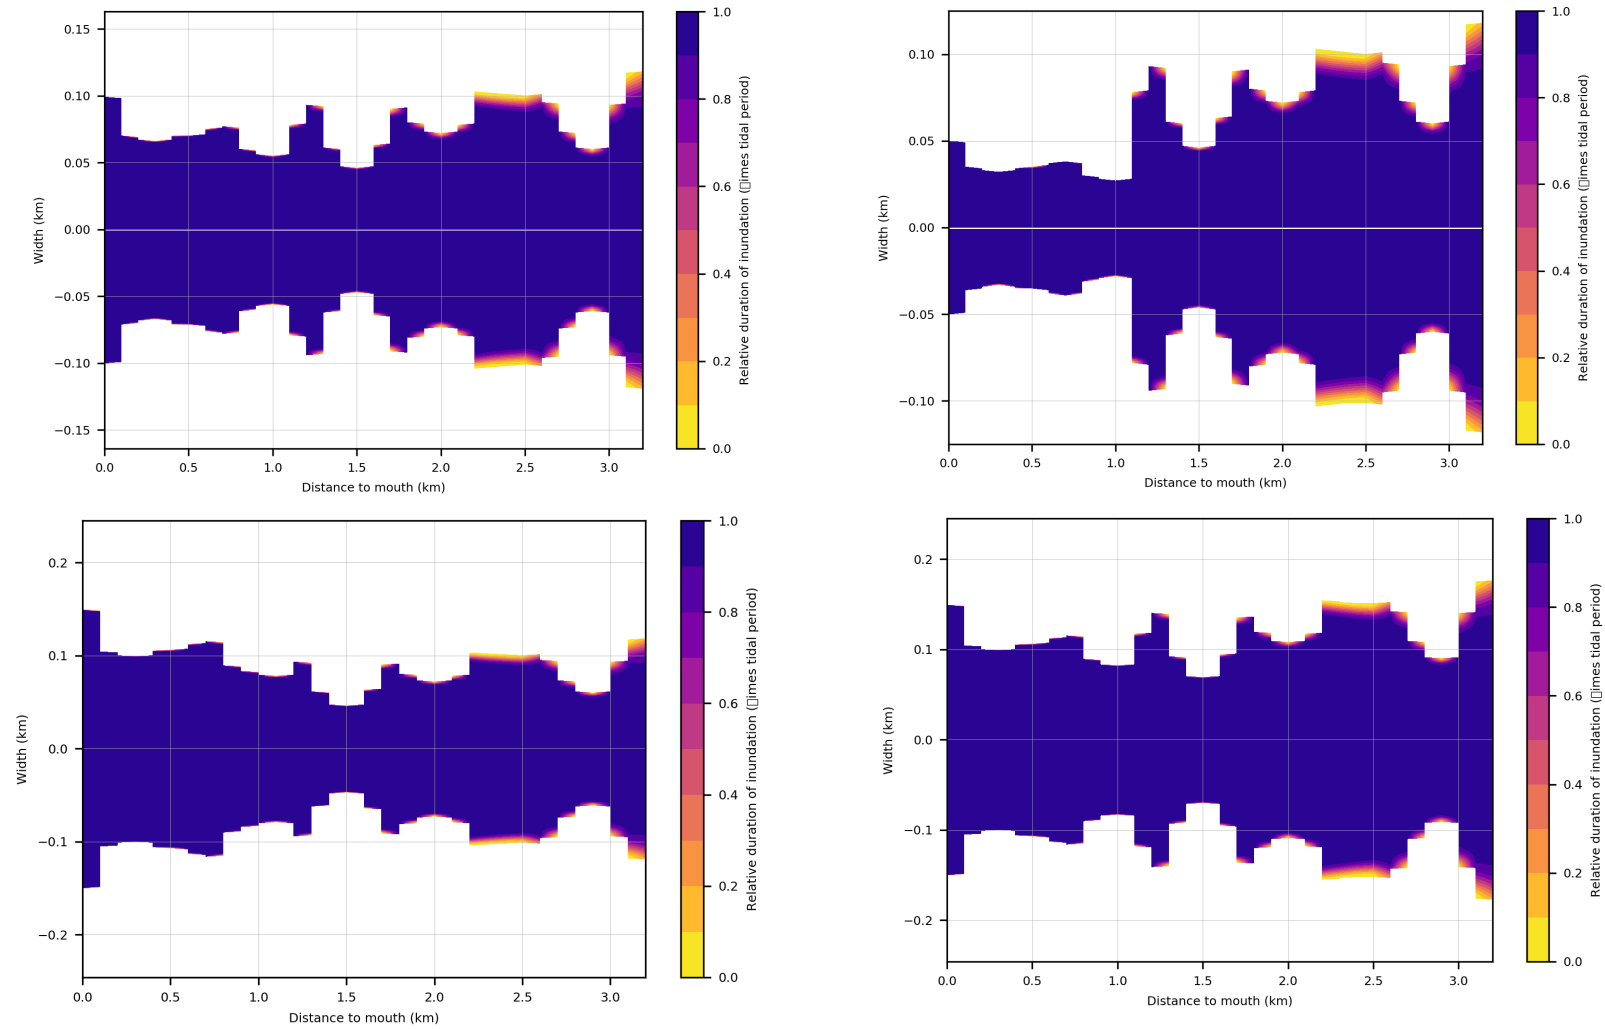 0.15
0.10
0.05
0.00
−0.05
−0.10
−0.15
Width (km)
0.0 0.5 1.0 1.5 2.0 2.5 3.0
Distance to mouth (km)
1.0
0.8
0.6
0.4
0.2
0.0
Relative duration of inundation (▯imes tidal period)
0.10
0.05
0.00
−0.05
−0.10
Width (km)
0.0 0.5 1.0 1.5 2.0 2.5 3.0
Distance to mouth (km)
1.0
0.8
0.6
0.4
0.2
0.0
Relative duration of inundation (▯imes tidal period)
0.2
0.1
0.0
−0.1
−0.2
Width (km)
0.0 0.5 1.0 1.5 2.0 2.5 3.0
Distance to mouth (km)
1.0
0.8
0.6
0.4
0.2
0.0
Relative duration of inundation (▯imes tidal period)
0.2
0.1
0.0
−0.1
−0.2
Width (km)
0.0 0.5 1.0 1.5 2.0 2.5 3.0
Distance to mouth (km)
1.0
0.8
0.6
0.4
0.2
0.0
Relative duration of inundation (▯imes tidal period)